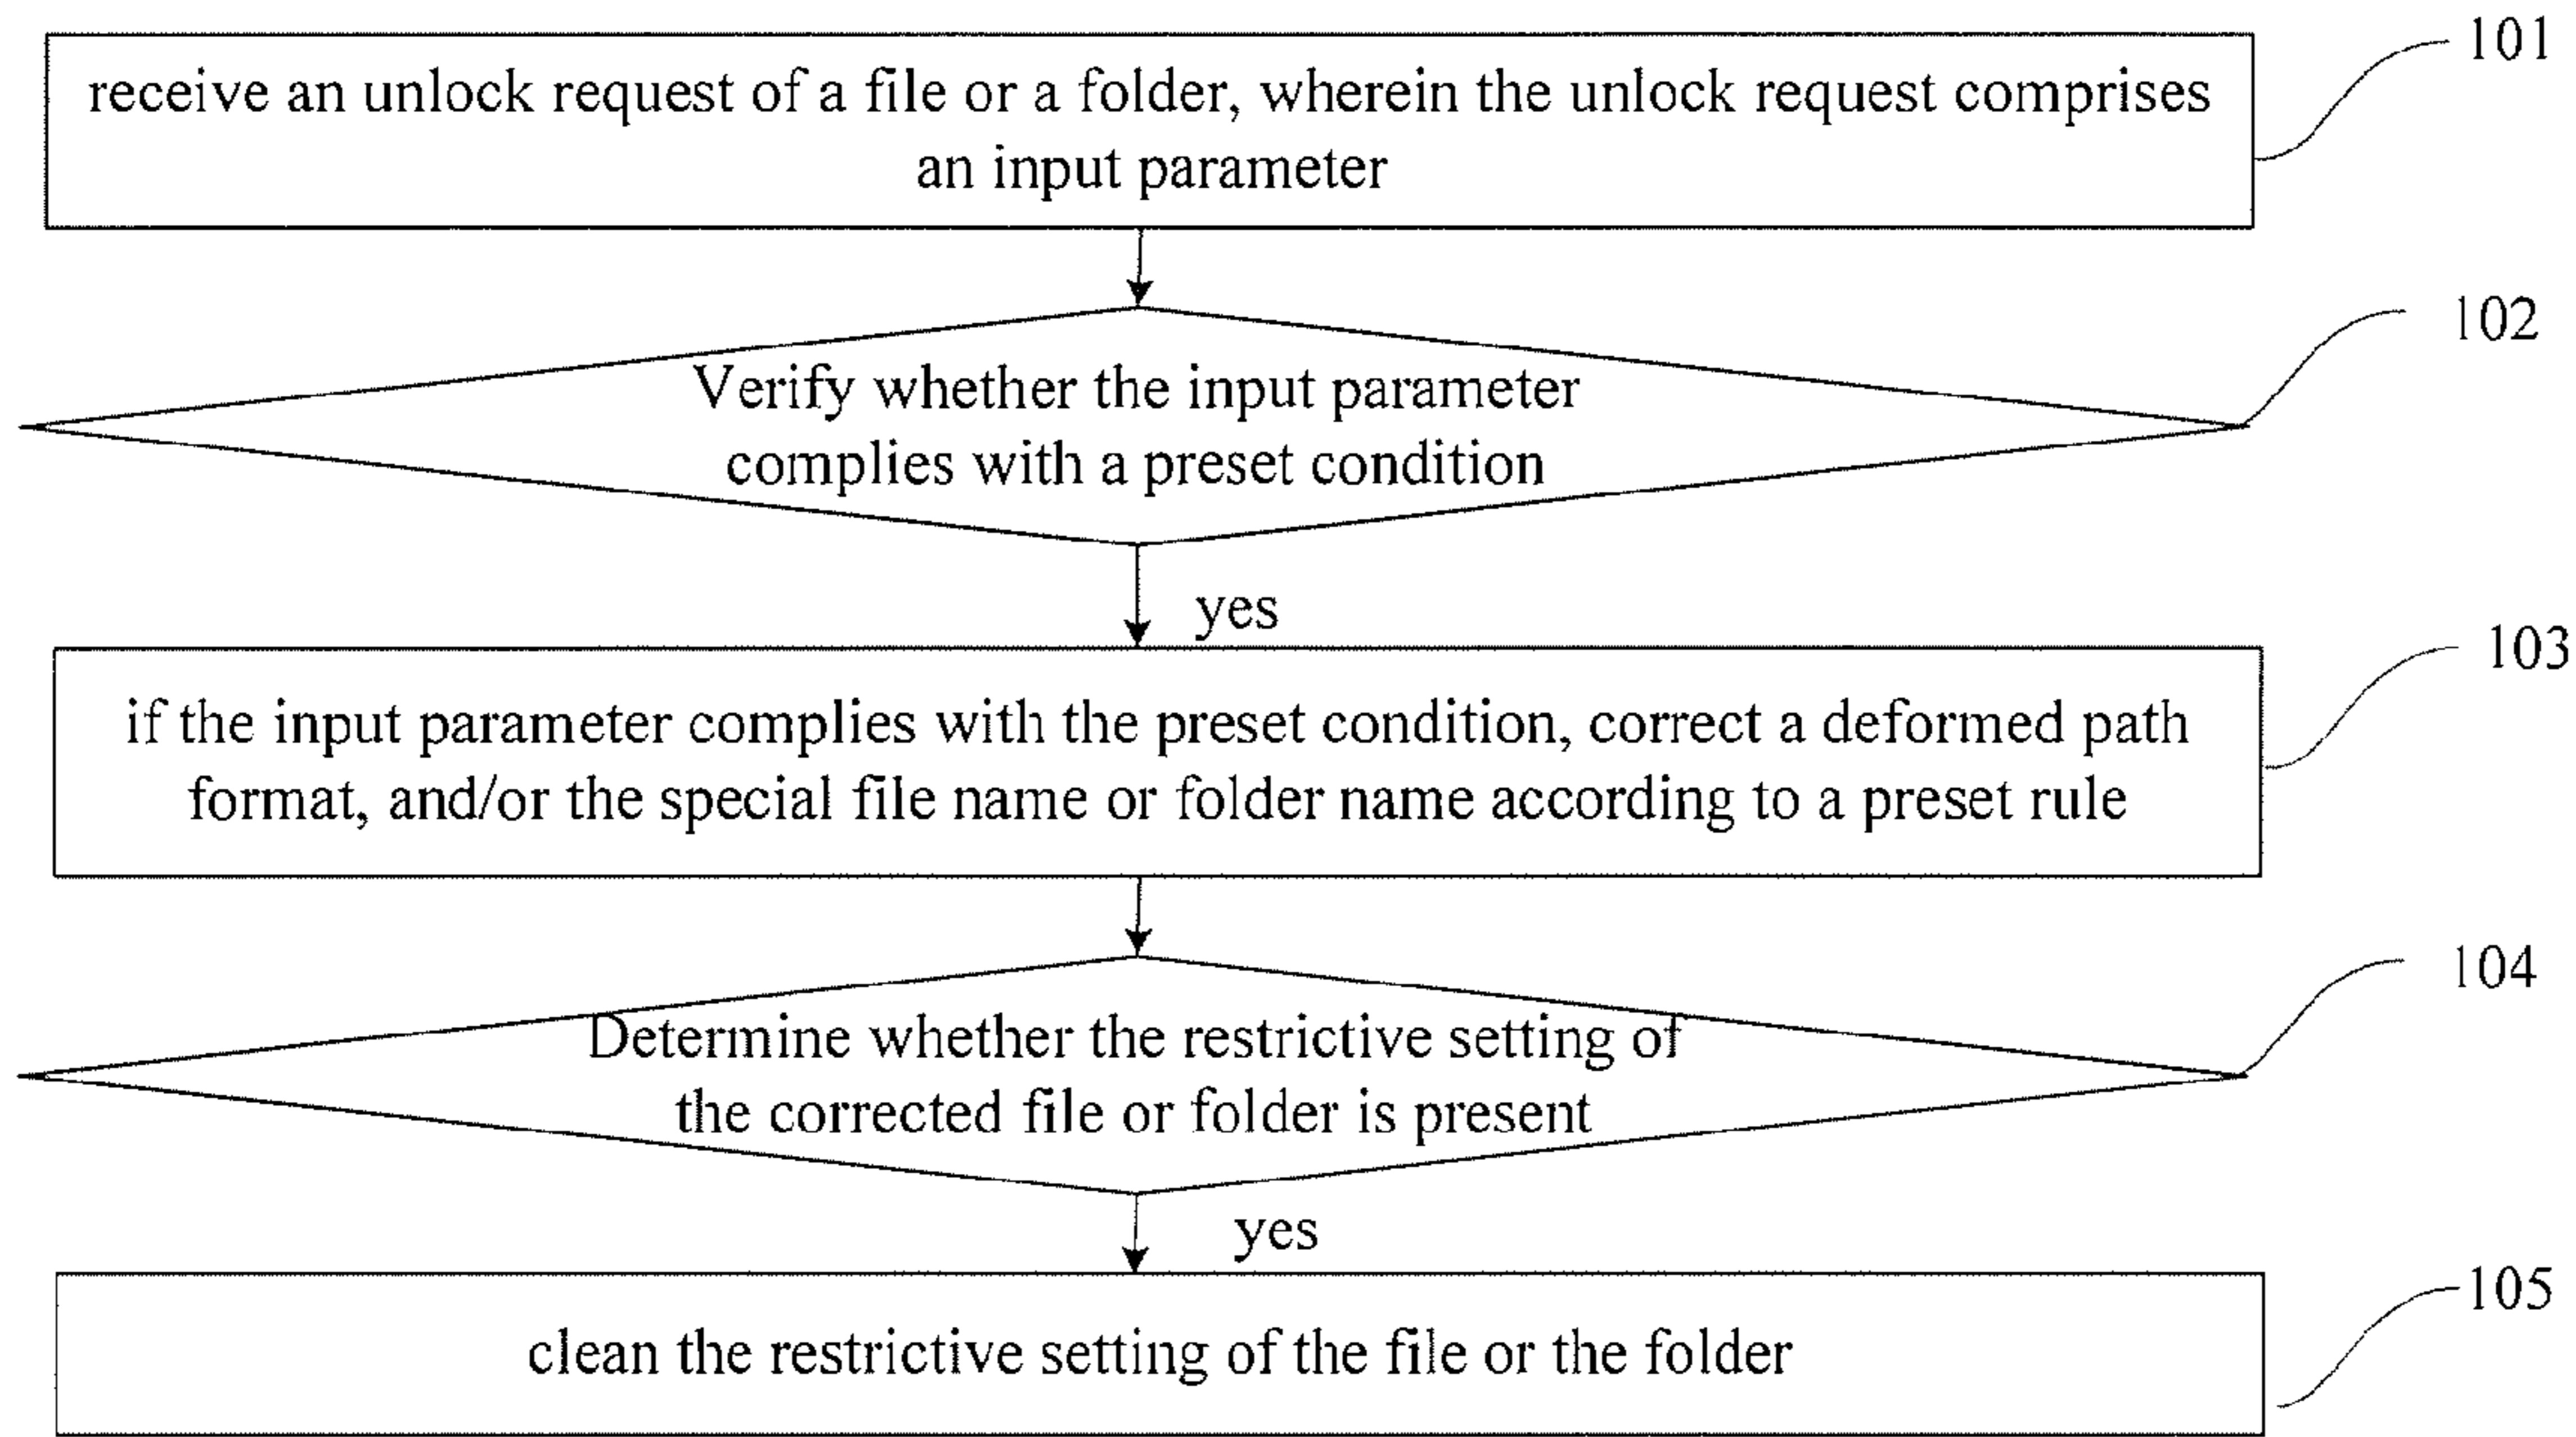 101
receive an unlock request of a file or a folder, wherein the unlock request comprises
an input parameter
102
Verify whether the input parameter
complies with a preset condition
yes
103
if the input parameter complies with the preset condition, correct a deformed path
format, and/or the special file name or folder name according to a preset rule
104
Determine whether the restrictive setting of
the corrected file or folder is present
yes
105
clean the restrictive setting of the file or the folder